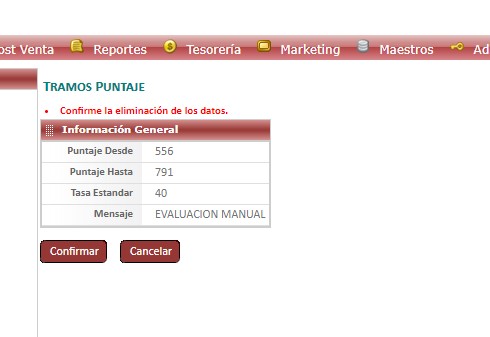 ost Venta Reportes Tesorería Marketing Maestros Ad
TRAMOS PUNTAJE
• Confirme la eliminación de los datos.
Información General
Puntaje Desde 556
Puntaje Hasta 791
Tasa Estandar 40
Mensaje EVALUACION MANUAL
Confirmar Cancelar